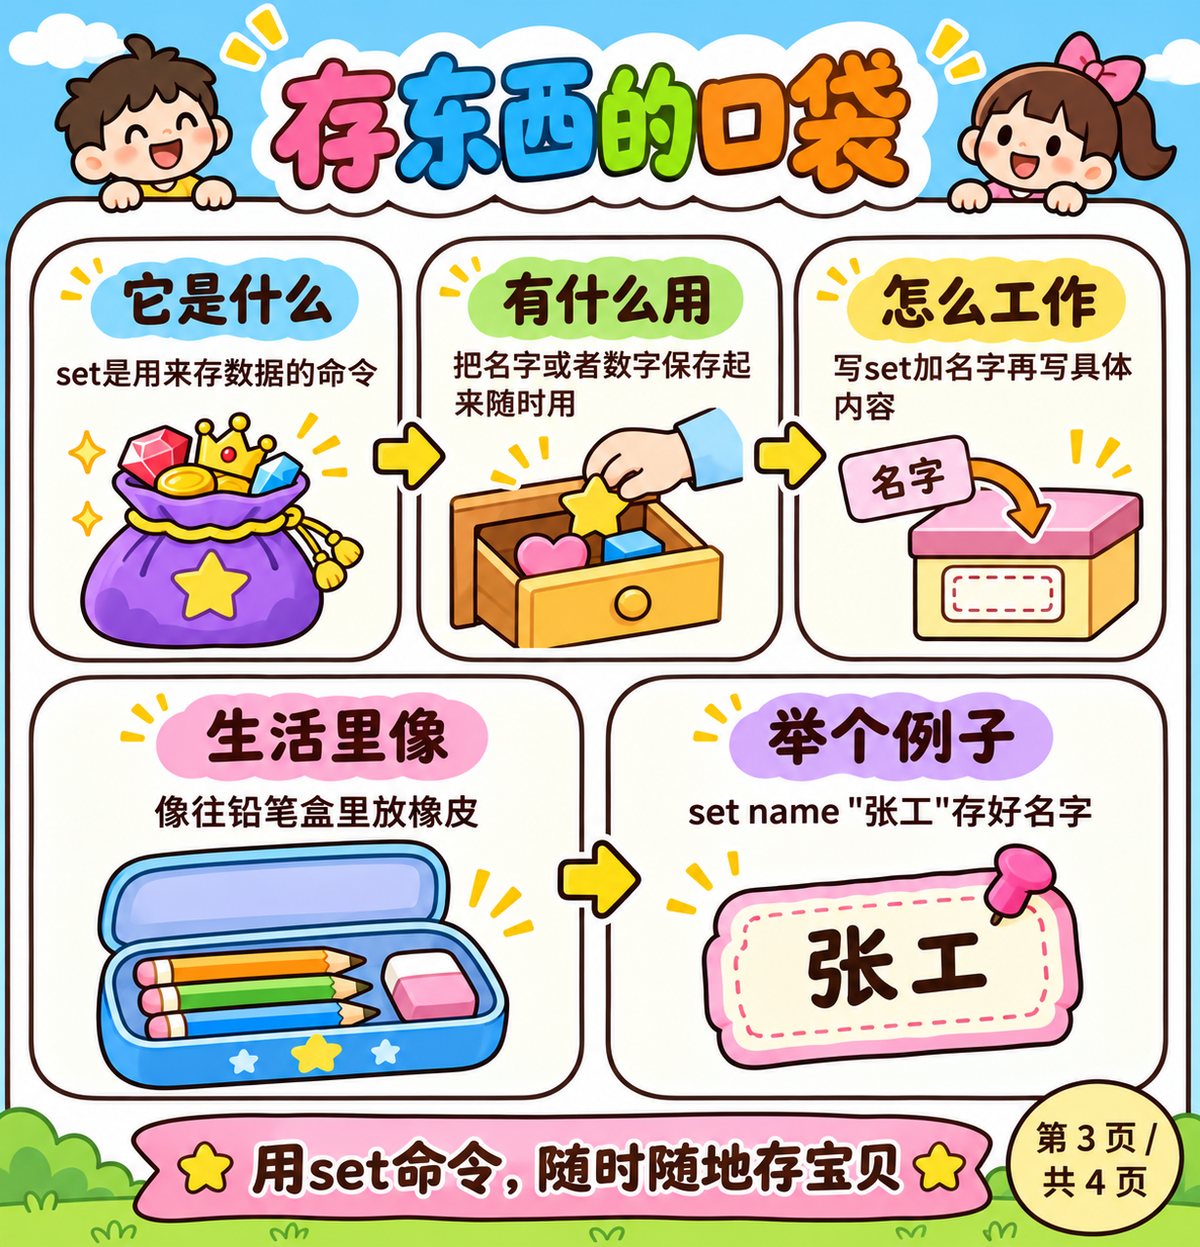 存东西的口袋
它是什么
set是用来存数据的命令
有什么用
把名字或者数字保存起
来随时用
怎么工作
写set加名字再写具体
内容
名字
生活里像
像往铅笔盒里放橡皮
举个例子
set name "张工"存好名字
张工
用set命令，随时随地存宝贝
第 3 页 /
共 4 页